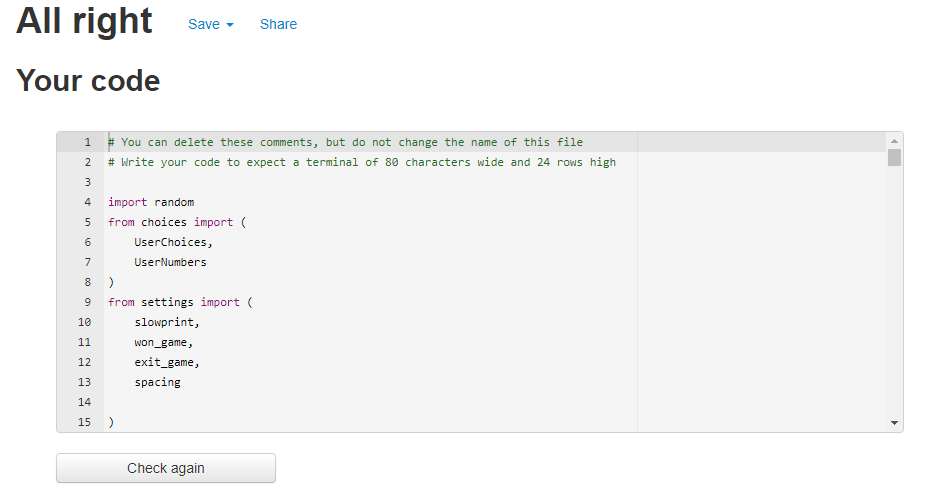 All right
Save
Share
Your code
1 # You can delete these comments, but do not change the name of this file
2 # Write your code to expect a terminal of 80 characters wide and 24 rows high
3
4 import random
5 from choices import (
6     UserChoices,
7     UserNumbers
8 )
9 from settings import (
10     slowprint,
11     won_game,
12     exit_game,
13     spacing
14
15 )
Check again